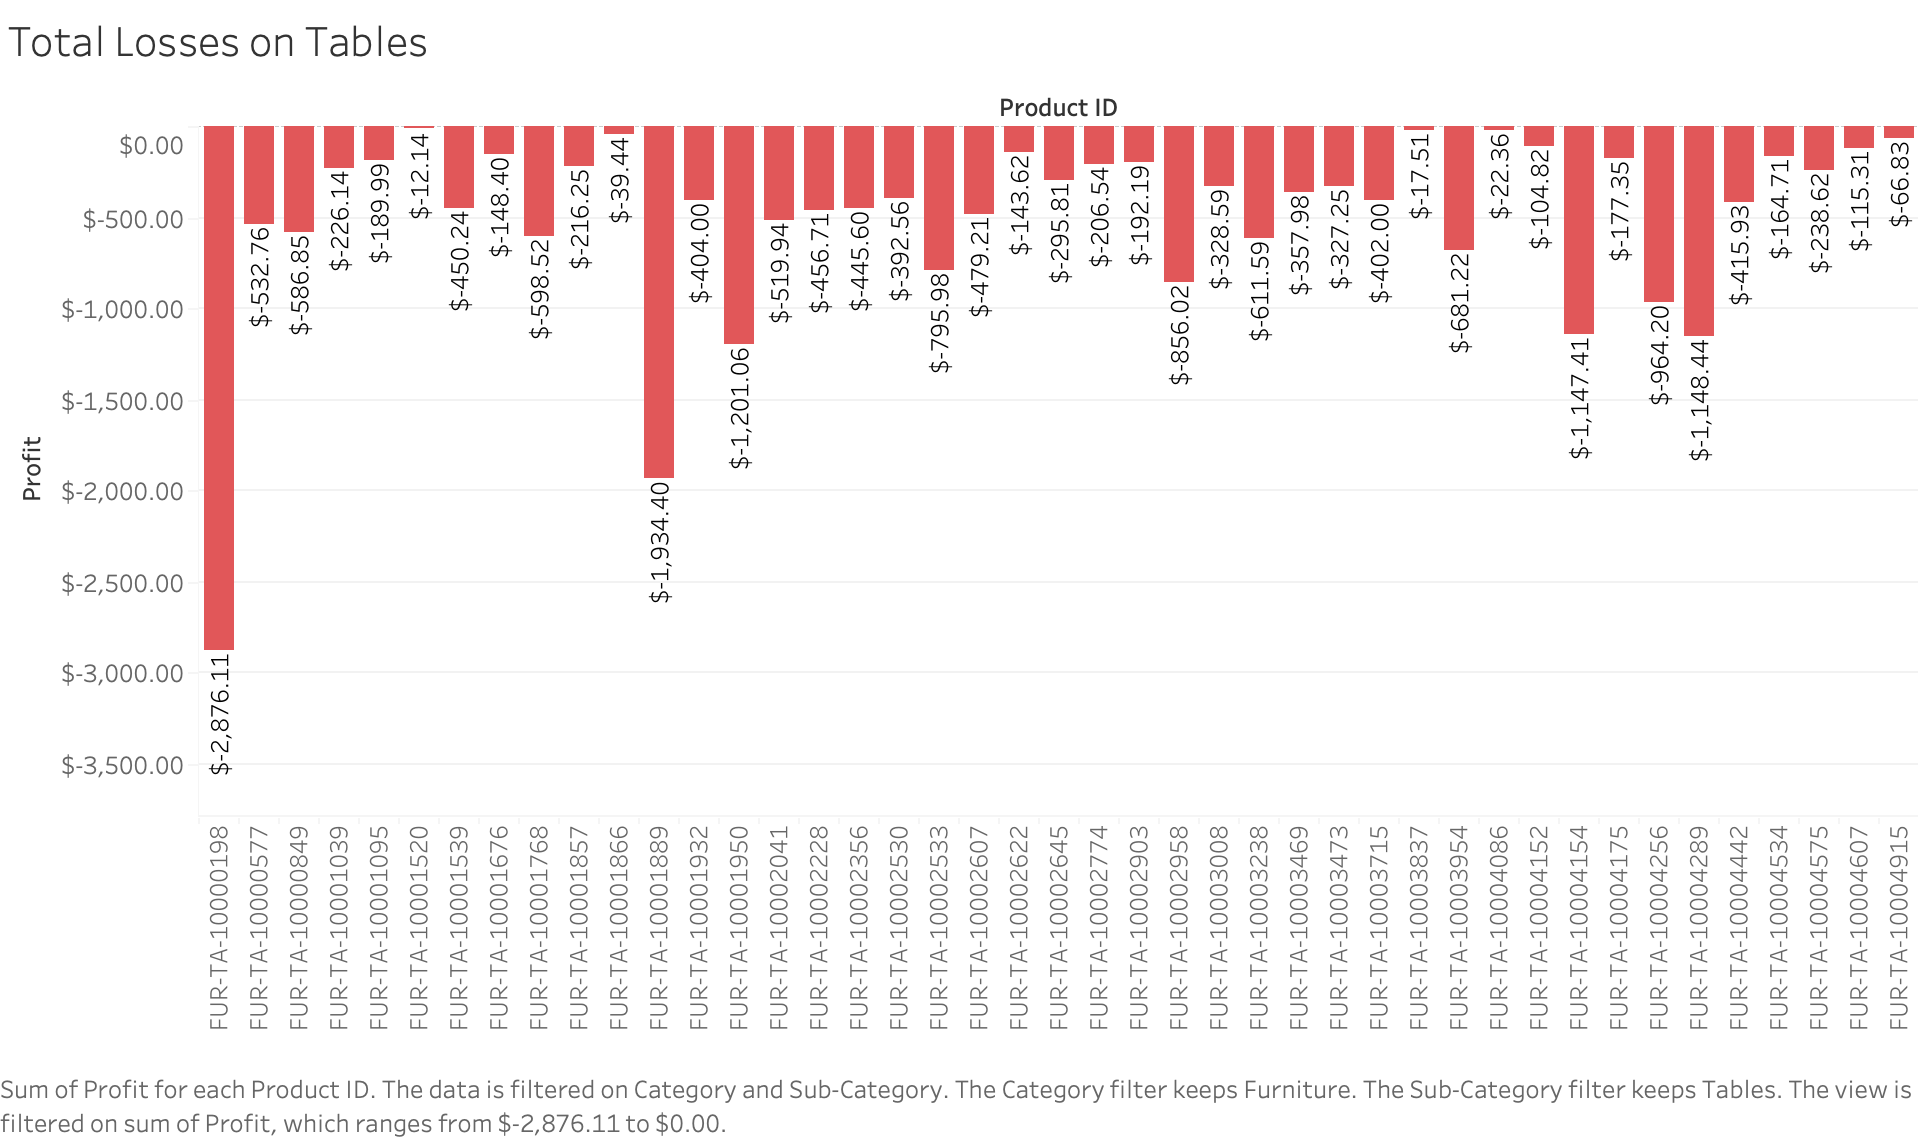 Total Losses on Tables
Product ID
Profit
$0.00
$-500.00
$-1,000.00
$-1,500.00
$-2,000.00
$-2,500.00
$-3,000.00
$-3,500.00
$-2,876.11
$-532.76
$-586.85
$-226.14
$-189.99
$-12.14
$-450.24
$-148.40
$-598.52
$-216.25
$-39.44
$-1,934.40
$-404.00
$-1,201.06
$-519.94
$-456.71
$-445.60
$-392.56
$-795.98
$-479.21
$-143.62
$-295.81
$-206.54
$-192.19
$-856.02
$-328.59
$-611.59
$-357.98
$-327.25
$-402.00
$-17.51
$-681.22
$-22.36
$-104.82
$-1,147.41
$-177.35
$-964.20
$-1,148.44
$-415.93
$-164.71
$-238.62
$-115.31
$-66.83
FUR-TA-10000198
FUR-TA-10000577
FUR-TA-10000849
FUR-TA-10001039
FUR-TA-10001095
FUR-TA-10001520
FUR-TA-10001539
FUR-TA-10001676
FUR-TA-10001768
FUR-TA-10001857
FUR-TA-10001866
FUR-TA-10001889
FUR-TA-10001932
FUR-TA-10001950
FUR-TA-10002041
FUR-TA-10002228
FUR-TA-10002356
FUR-TA-10002530
FUR-TA-10002533
FUR-TA-10002607
FUR-TA-10002622
FUR-TA-10002645
FUR-TA-10002774
FUR-TA-10002903
FUR-TA-10002958
FUR-TA-10003008
FUR-TA-10003238
FUR-TA-10003469
FUR-TA-10003473
FUR-TA-10003715
FUR-TA-10003837
FUR-TA-10003954
FUR-TA-10004086
FUR-TA-10004152
FUR-TA-10004154
FUR-TA-10004175
FUR-TA-10004256
FUR-TA-10004289
FUR-TA-10004442
FUR-TA-10004534
FUR-TA-10004575
FUR-TA-10004607
FUR-TA-10004915
Sum of Profit for each Product ID. The data is filtered on Category and Sub-Category. The Category filter keeps Furniture. The Sub-Category filter keeps Tables. The view is
filtered on sum of Profit, which ranges from $-2,876.11 to $0.00.